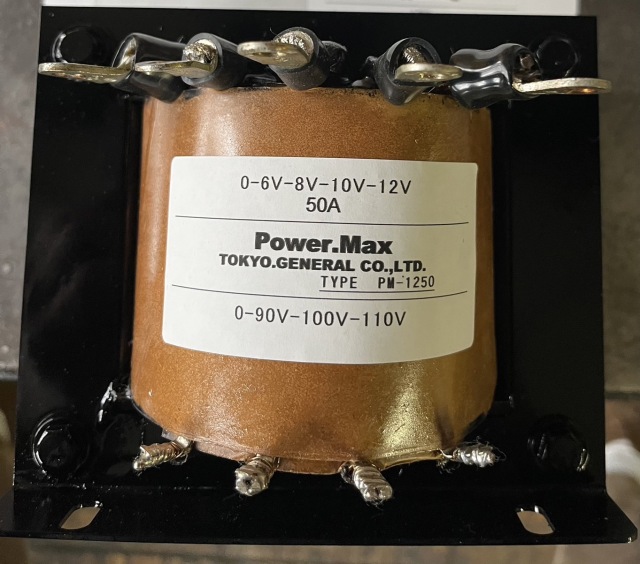 0-6V-8V-10V-12V
50A
Power.Max
TOKYO.GENERAL CO.,LTD.
TYPE PM-1250
0-90V-100V-110V